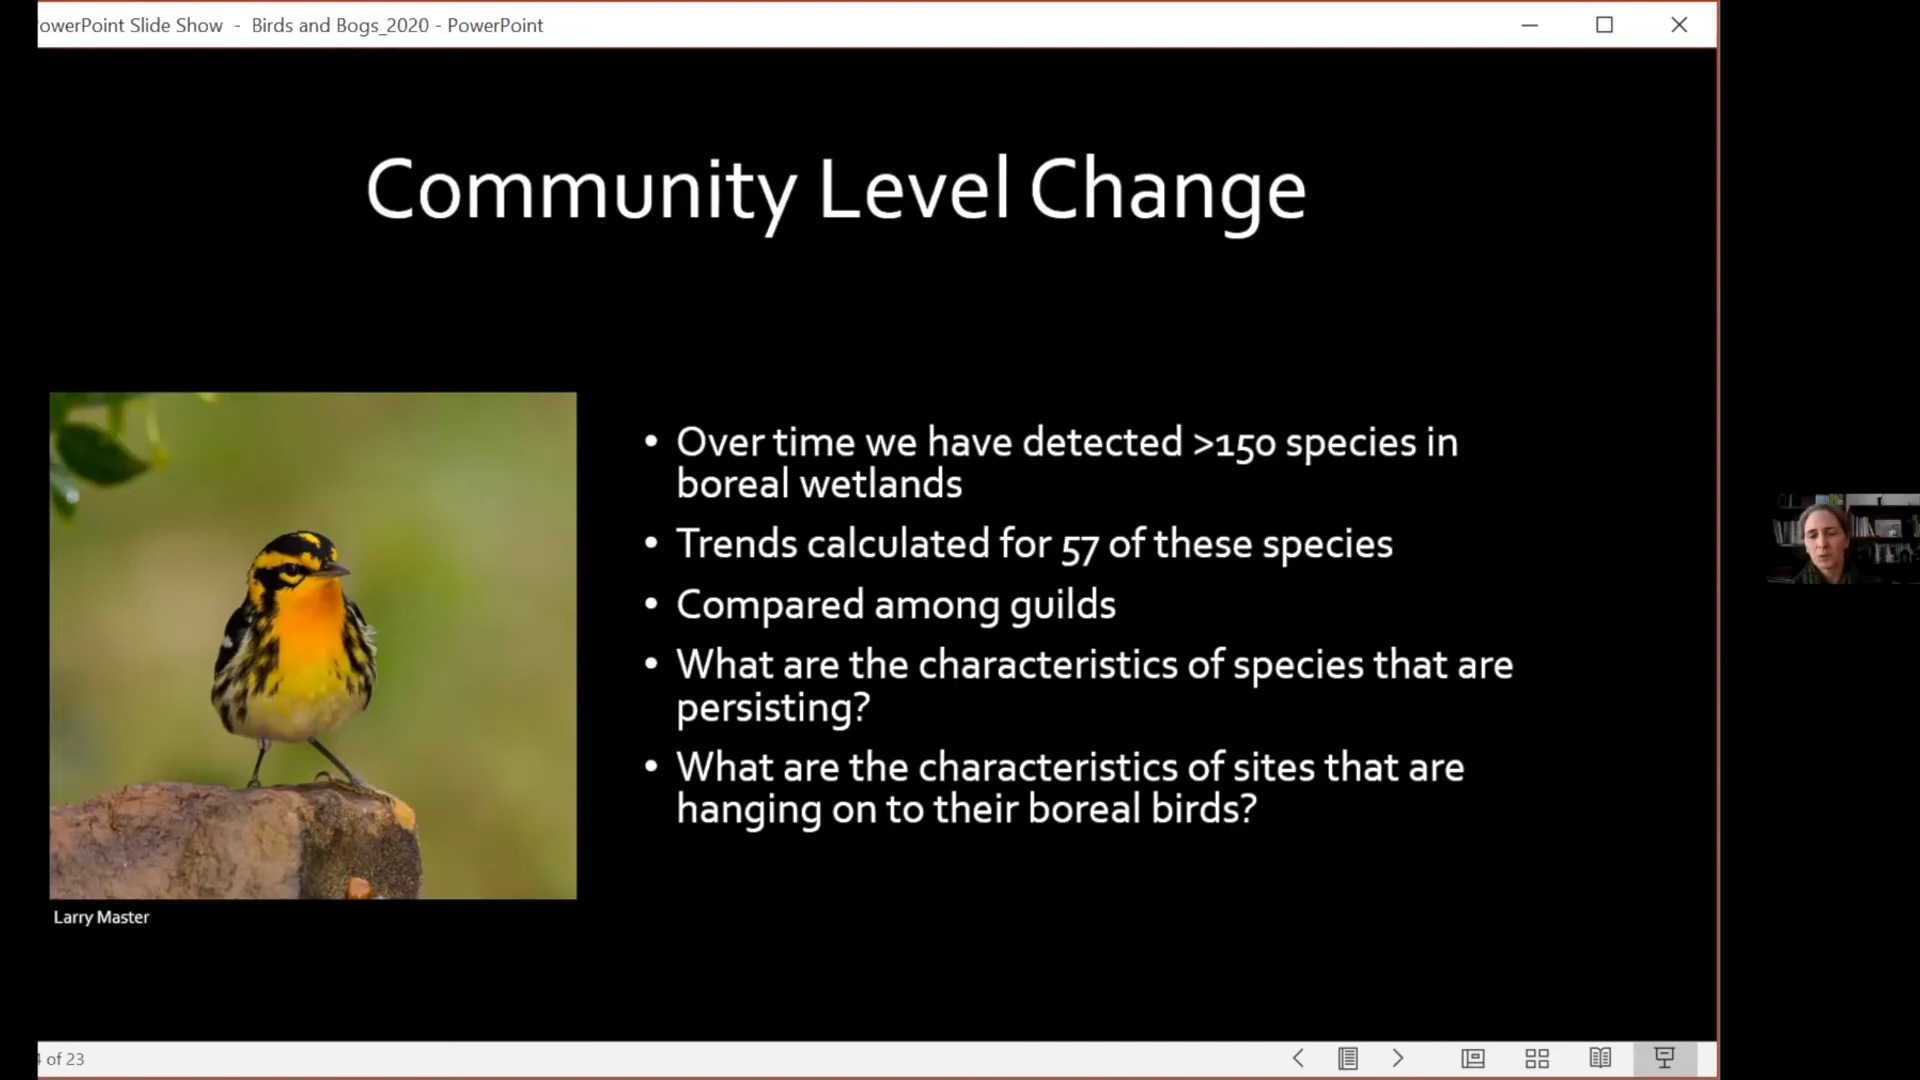 owerPoint Slide Show - Birds and Bogs_2020 - PowerPoint
Community Level Change
• Over time we have detected >150 species in
boreal wetlands
• Trends calculated for 57 of these species
• Compared among guilds
• What are the characteristics of species that are
persisting?
• What are the characteristics of sites that are
hanging on to their boreal birds?
Larry Master
of 23